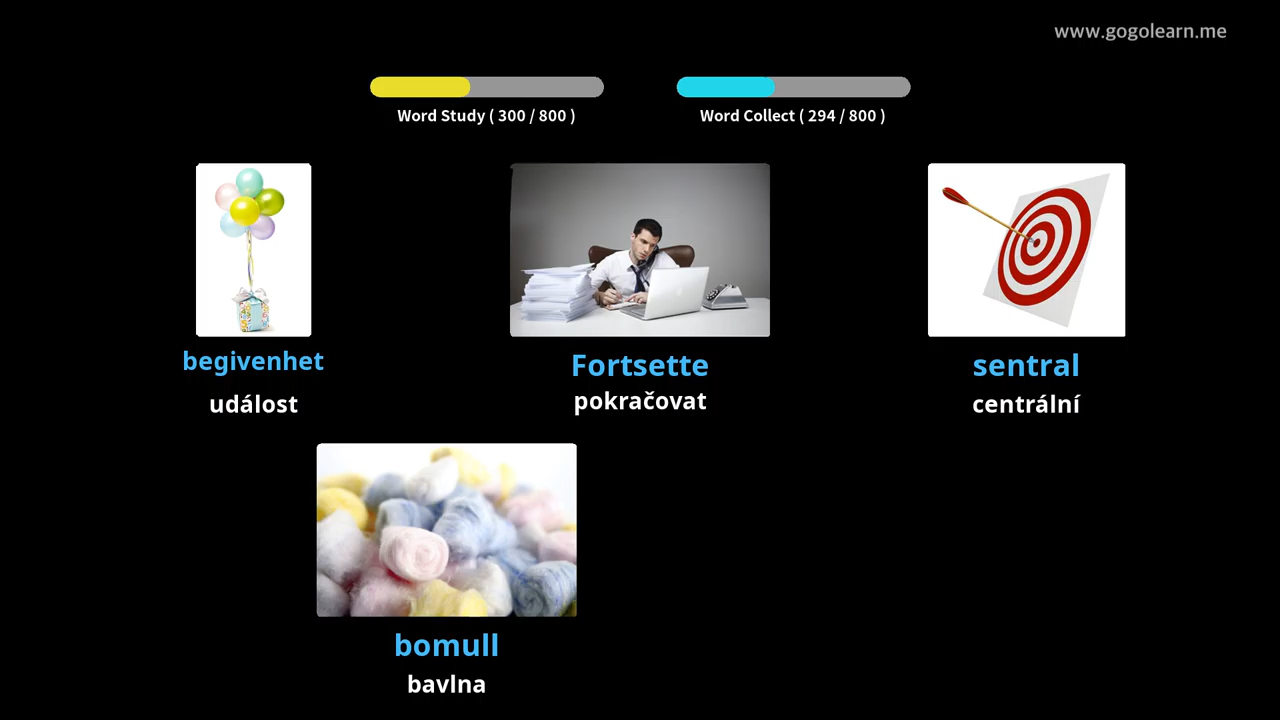 www.gogolearn.me
Word Study ( 300 / 800 )
Word Collect ( 294 / 800 )
begivenhet
událost
Fortsette
pokračovat
sentral
centrální
bomull
bavlna